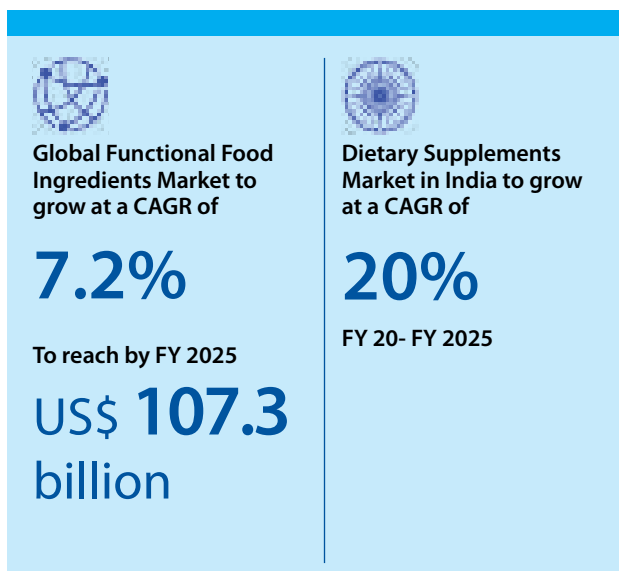 Global Functional Food
Ingredients Market to
grow at a CAGR of
7.2%
To reach by FY 2025
US$ 107.3
billion
Dietary Supplements
Market in India to grow
at a CAGR of
20%
FY 20- FY 2025